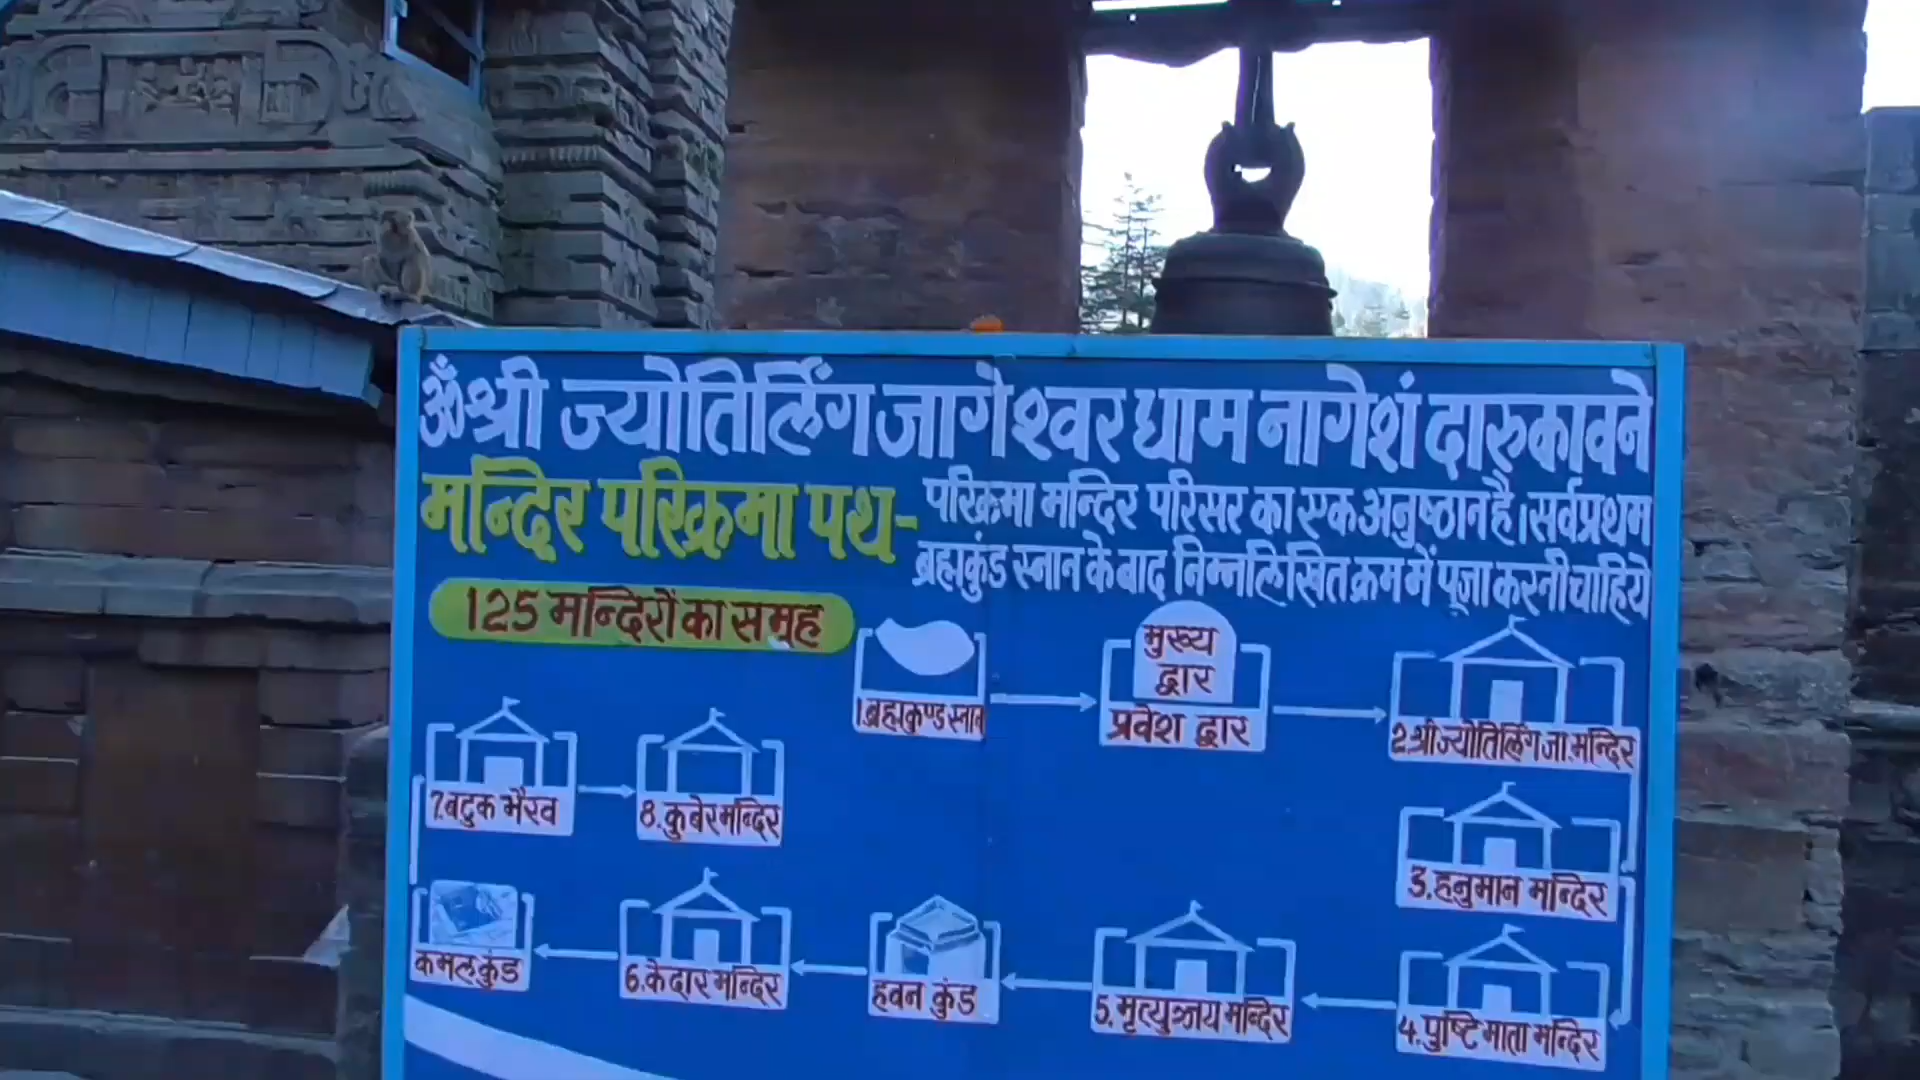 ॐ श्री ज्योतिर्लिंग जागेश्वर धाम नागेशं दारुकावने
मन्दिर परिक्रमा पथ-
परिक्रमा मन्दिर परिसर का एक अनुष्ठान है। सर्वप्रथम
ब्रह्मकुंड स्नान के बाद निम्नलिखित क्रम में पूजा करनी चाहिये
125 मन्दिरों का समूह
1.ब्रह्मकुण्ड स्नान
मुख्य
द्वार
प्रवेश द्वार
2.श्री ज्योतिर्लिंग जा. मन्दिर
3.हनुमान मन्दिर
4.पुष्टि माता मन्दिर
5.मृत्युञ्जय मन्दिर
हवन कुंड
6.केदार मन्दिर
कमल कुंड
7.बटुक भैरव
8.कुबेर मन्दिर